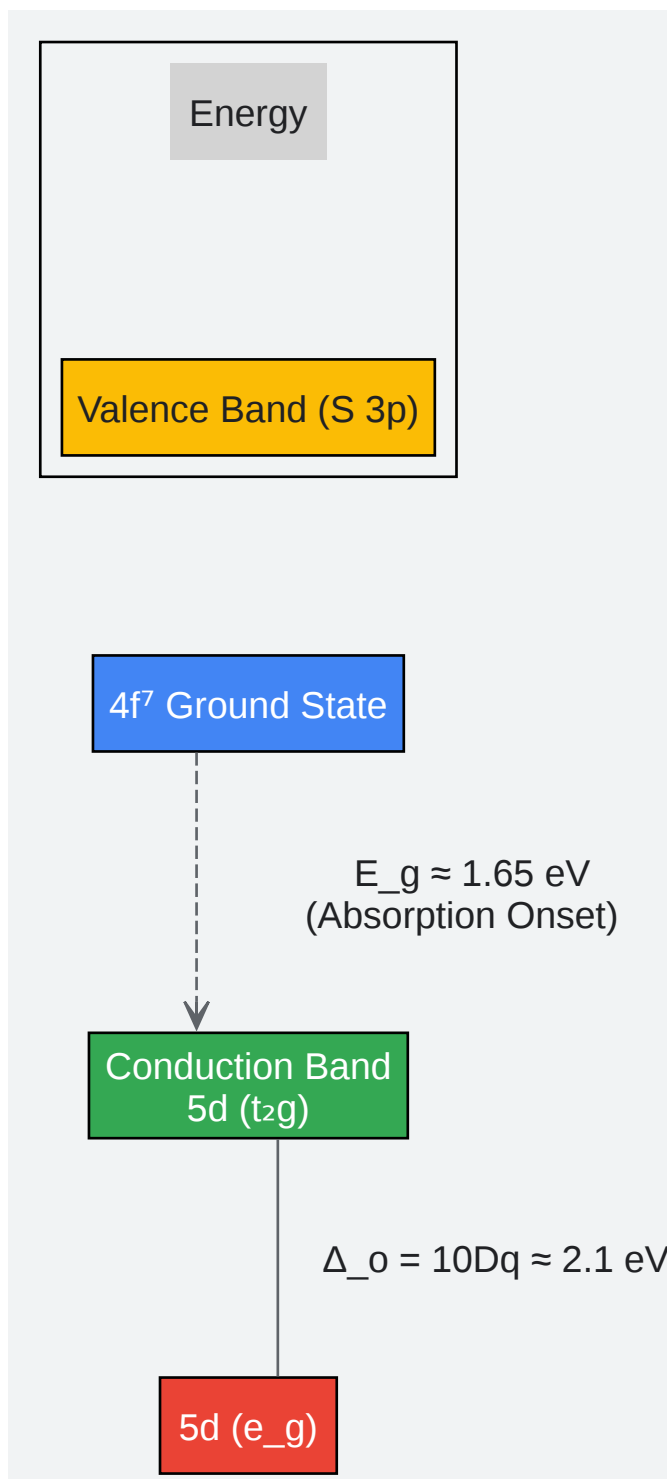 Energy
Valence Band (S 3p)
4f⁷ Ground State
E_g ≈ 1.65 eV
(Absorption Onset)
Conduction Band
5d (t₂g)
Δ_o = 10Dq ≈ 2.1 eV
5d (e_g)